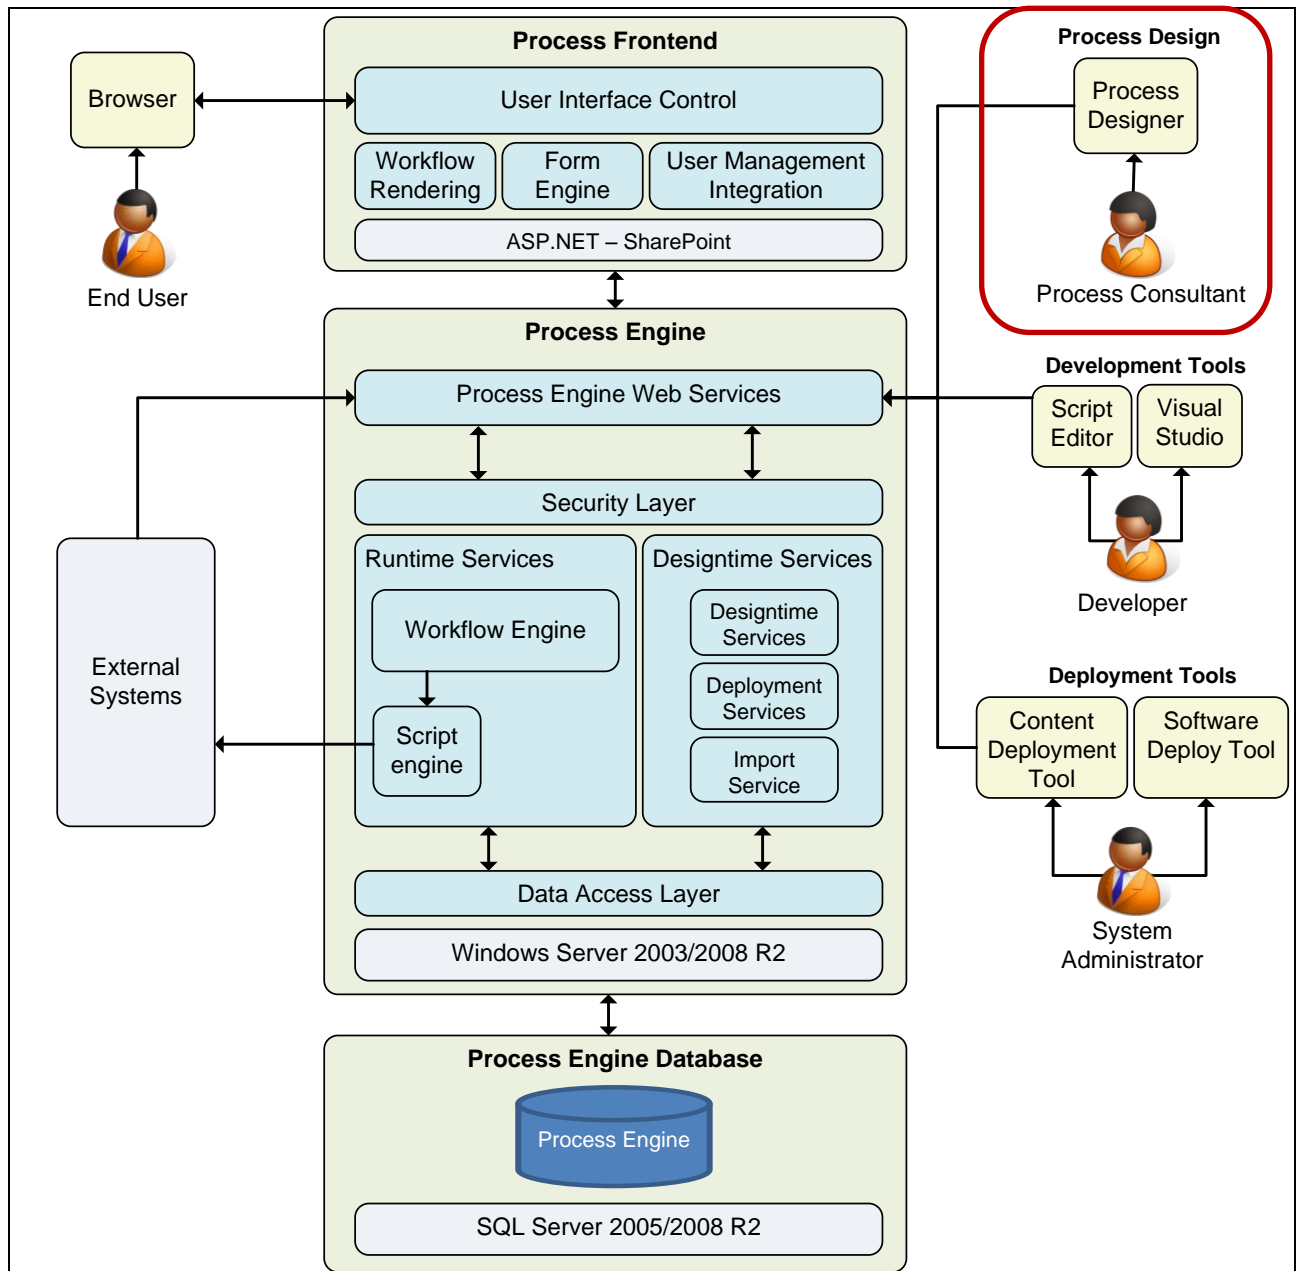 Process Frontend
Browser
User Interface Control
Workflow
Rendering
Form
Engine
User Management
Integration
ASP.NET – SharePoint
End User
Process Design
Process
Designer
Process Consultant
Process Engine
Process Engine Web Services
Security Layer
Runtime Services
Workflow Engine
Script
engine
Designtime Services
Designtime
Services
Deployment
Services
Import
Service
Data Access Layer
Windows Server 2003/2008 R2
External
Systems
Development Tools
Script
Editor
Visual
Studio
Developer
Deployment Tools
Content
Deployment
Tool
Software
Deploy Tool
System
Administrator
Process Engine Database
Process Engine
SQL Server 2005/2008 R2